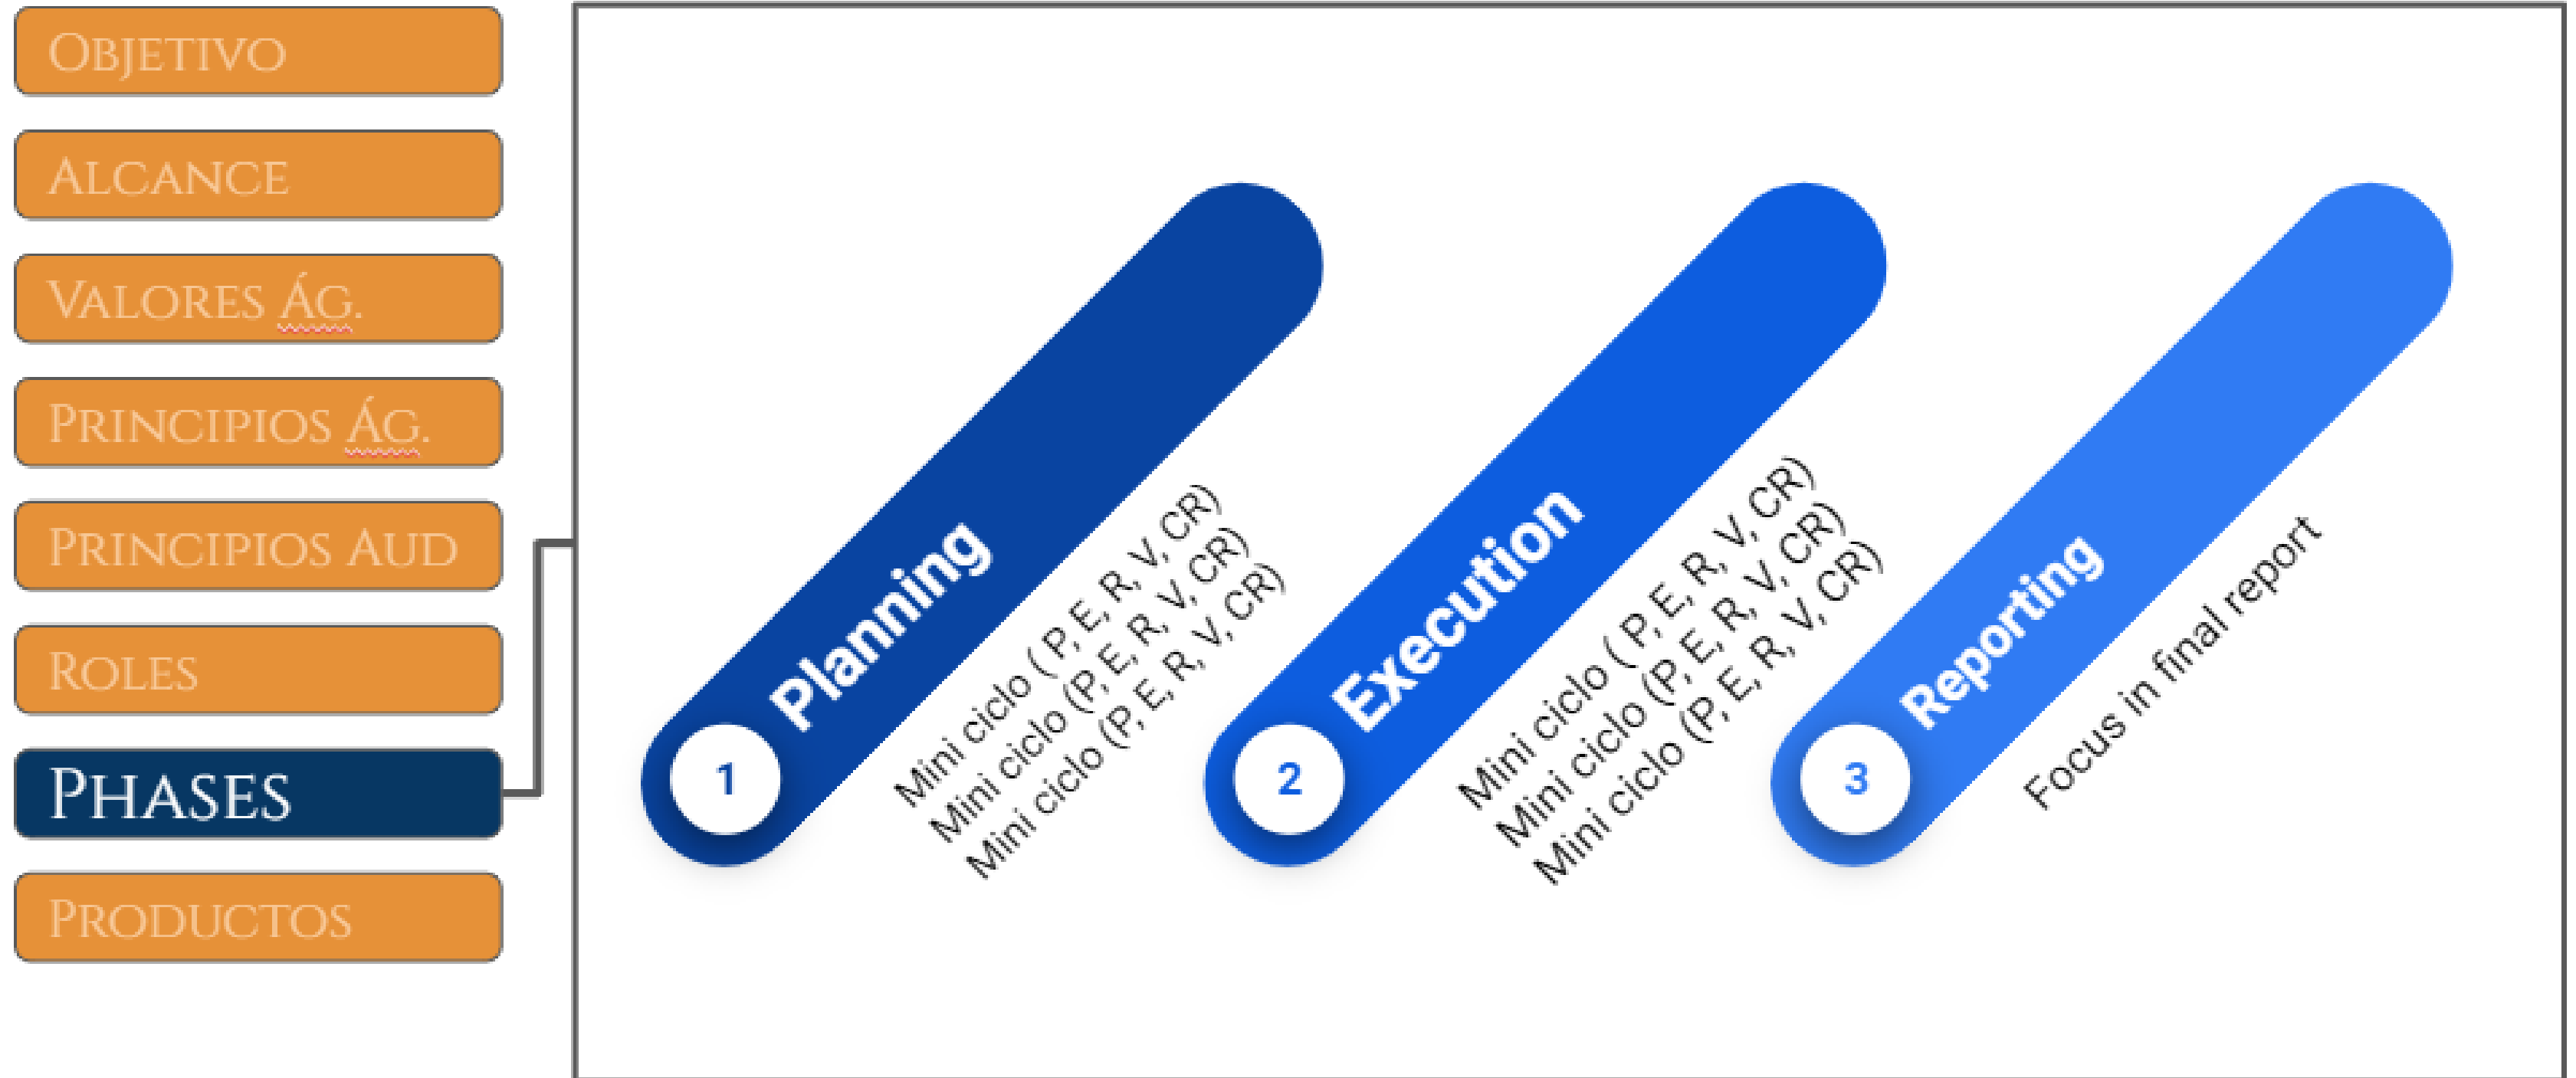 Objetivo
Alcance
Valores Ág.
Principios Ág.
Principios Aud
Roles
Phases
Productos
1
Planning
Mini ciclo ( P, E, R, V, CR)
Mini ciclo (P, E, R, V, CR)
Mini ciclo (P, E, R, V, CR)
2
Execution
Mini ciclo ( P, E, R, V, CR)
Mini ciclo (P, E, R, V, CR)
Mini ciclo (P, E, R, V, CR)
3
Reporting
Focus in final report